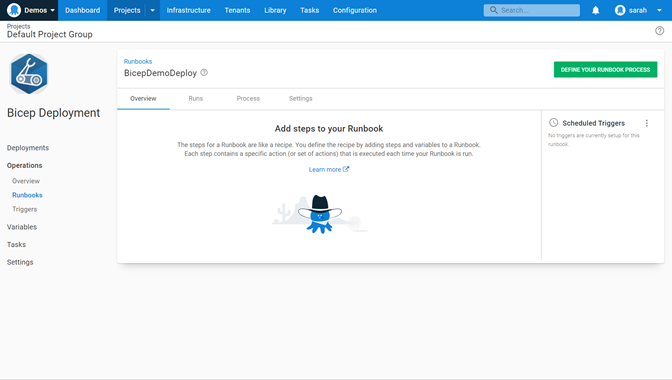 Demos
Dashboard
Projects
Infrastructure
Tenants
Library
Tasks
Configuration
Search...
sarah
Projects
Default Project Group
Bicep Deployment
Deployments
Operations
Overview
Runbooks
Triggers
Variables
Tasks
Settings
Runbooks
BicepDemoDeploy
DEFINE YOUR RUNBOOK PROCESS
Overview
Runs
Process
Settings
Add steps to your Runbook
The steps for a Runbook are like a recipe. You define the recipe by adding steps and variables to a Runbook.
Each step contains a specific action (or set of actions) that is executed each time your Runbook is run.
Learn more
Scheduled Triggers
No triggers are currently setup for this
runbook.